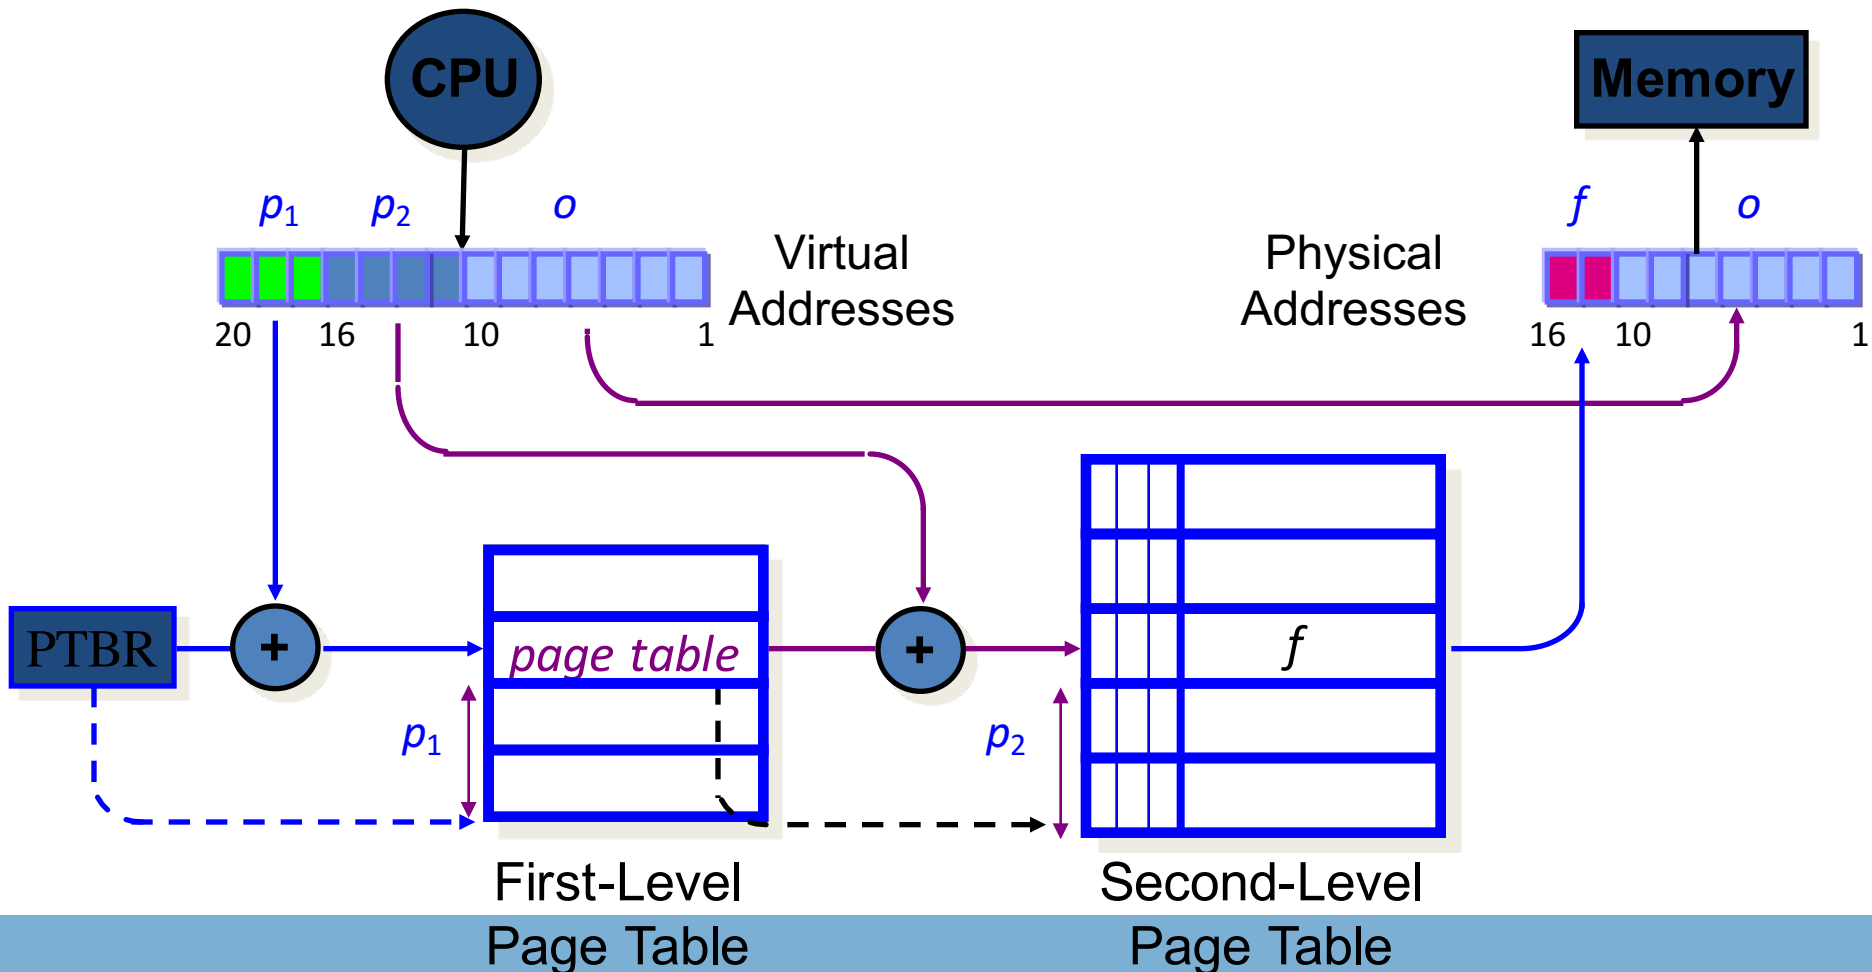 CPU
Memory
p1 p2 o
f o
Virtual
Addresses
Physical
Addresses
20 16 10 1
16 10 1
PTBR
+
page table
+
f
p1
p2
First-Level
Page Table
Second-Level
Page Table